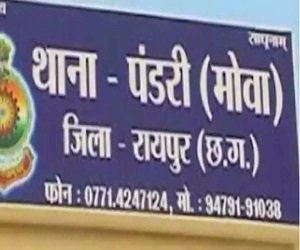 साधूनाम्
थाना - पंडरी (मोवा)
जिला - रायपुर (छ.ग.)
फोन : 0771.4247124, मो. : 94791-91038